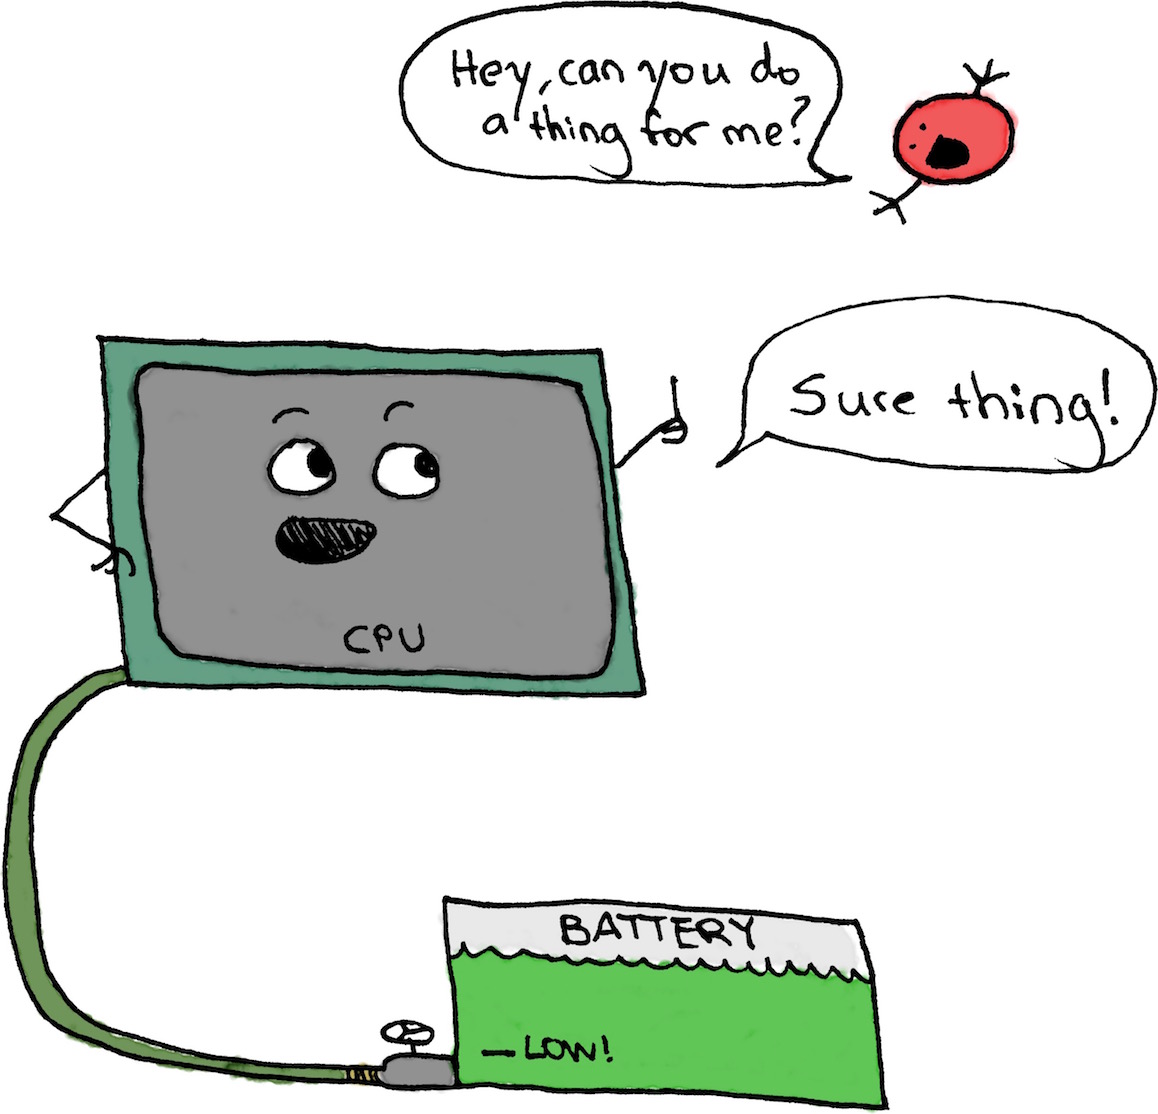 Hey, can you do
a thing for me?
Sure thing!
CPU
BATTERY
— LOW!